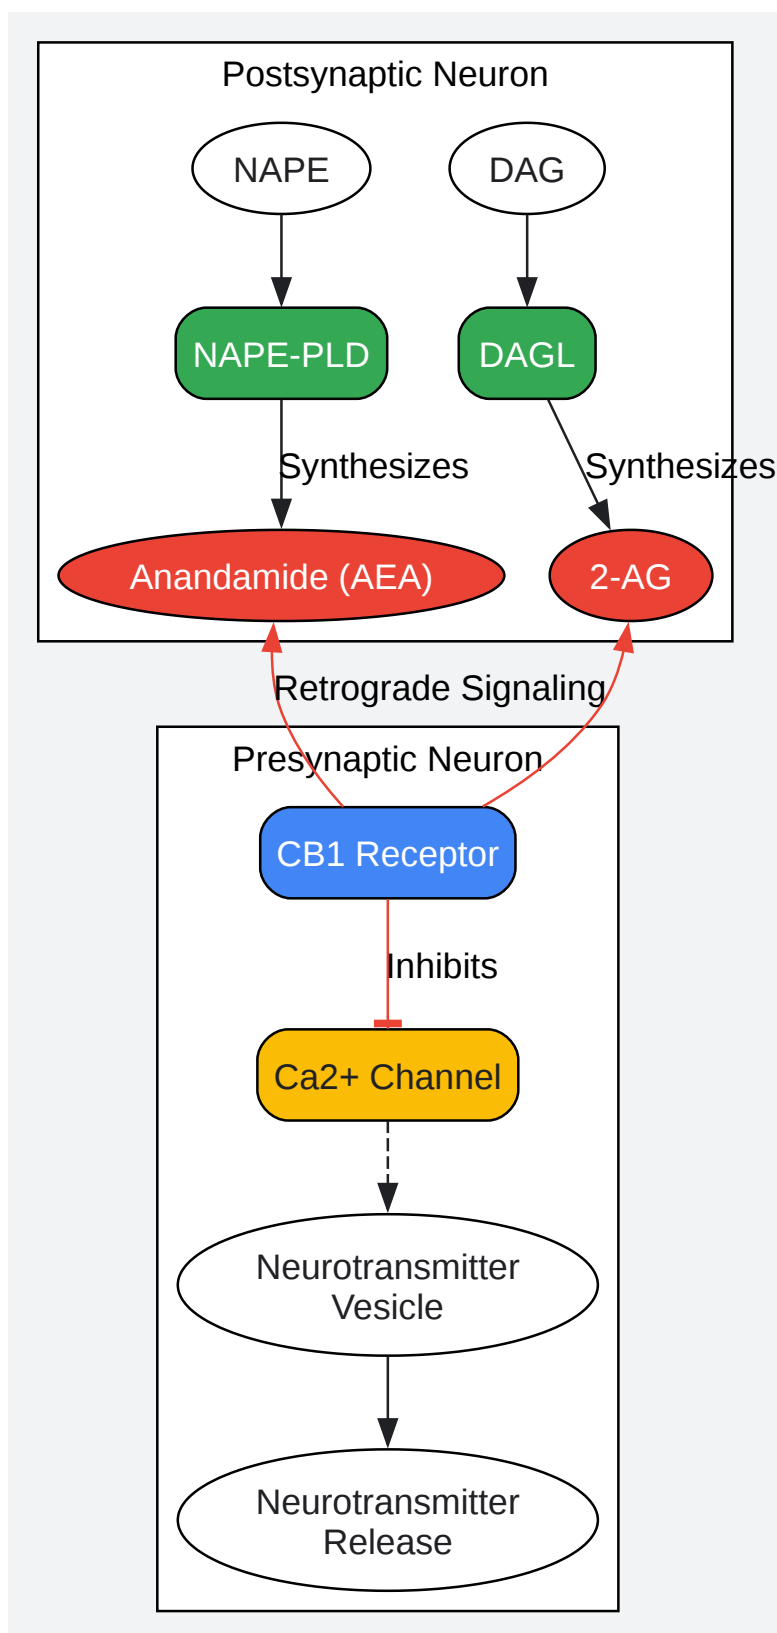 Postsynaptic Neuron
NAPE
DAG
NAPE-PLD
DAGL
Synthesizes
Synthesizes
Anandamide (AEA)
2-AG
Retrograde Signaling
Presynaptic Neuron
CB1 Receptor
Inhibits
Ca2+ Channel
Neurotransmitter
Vesicle
Neurotransmitter
Release